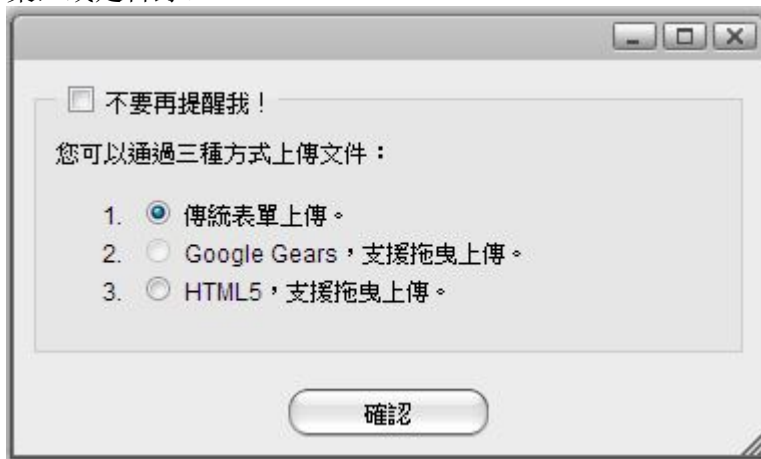 不要再提醒我！
您可以通過三種方式上傳文件：
1. 傳統表單上傳。
2. Google Gears，支援拖曳上傳。
3. HTML5，支援拖曳上傳。
確認